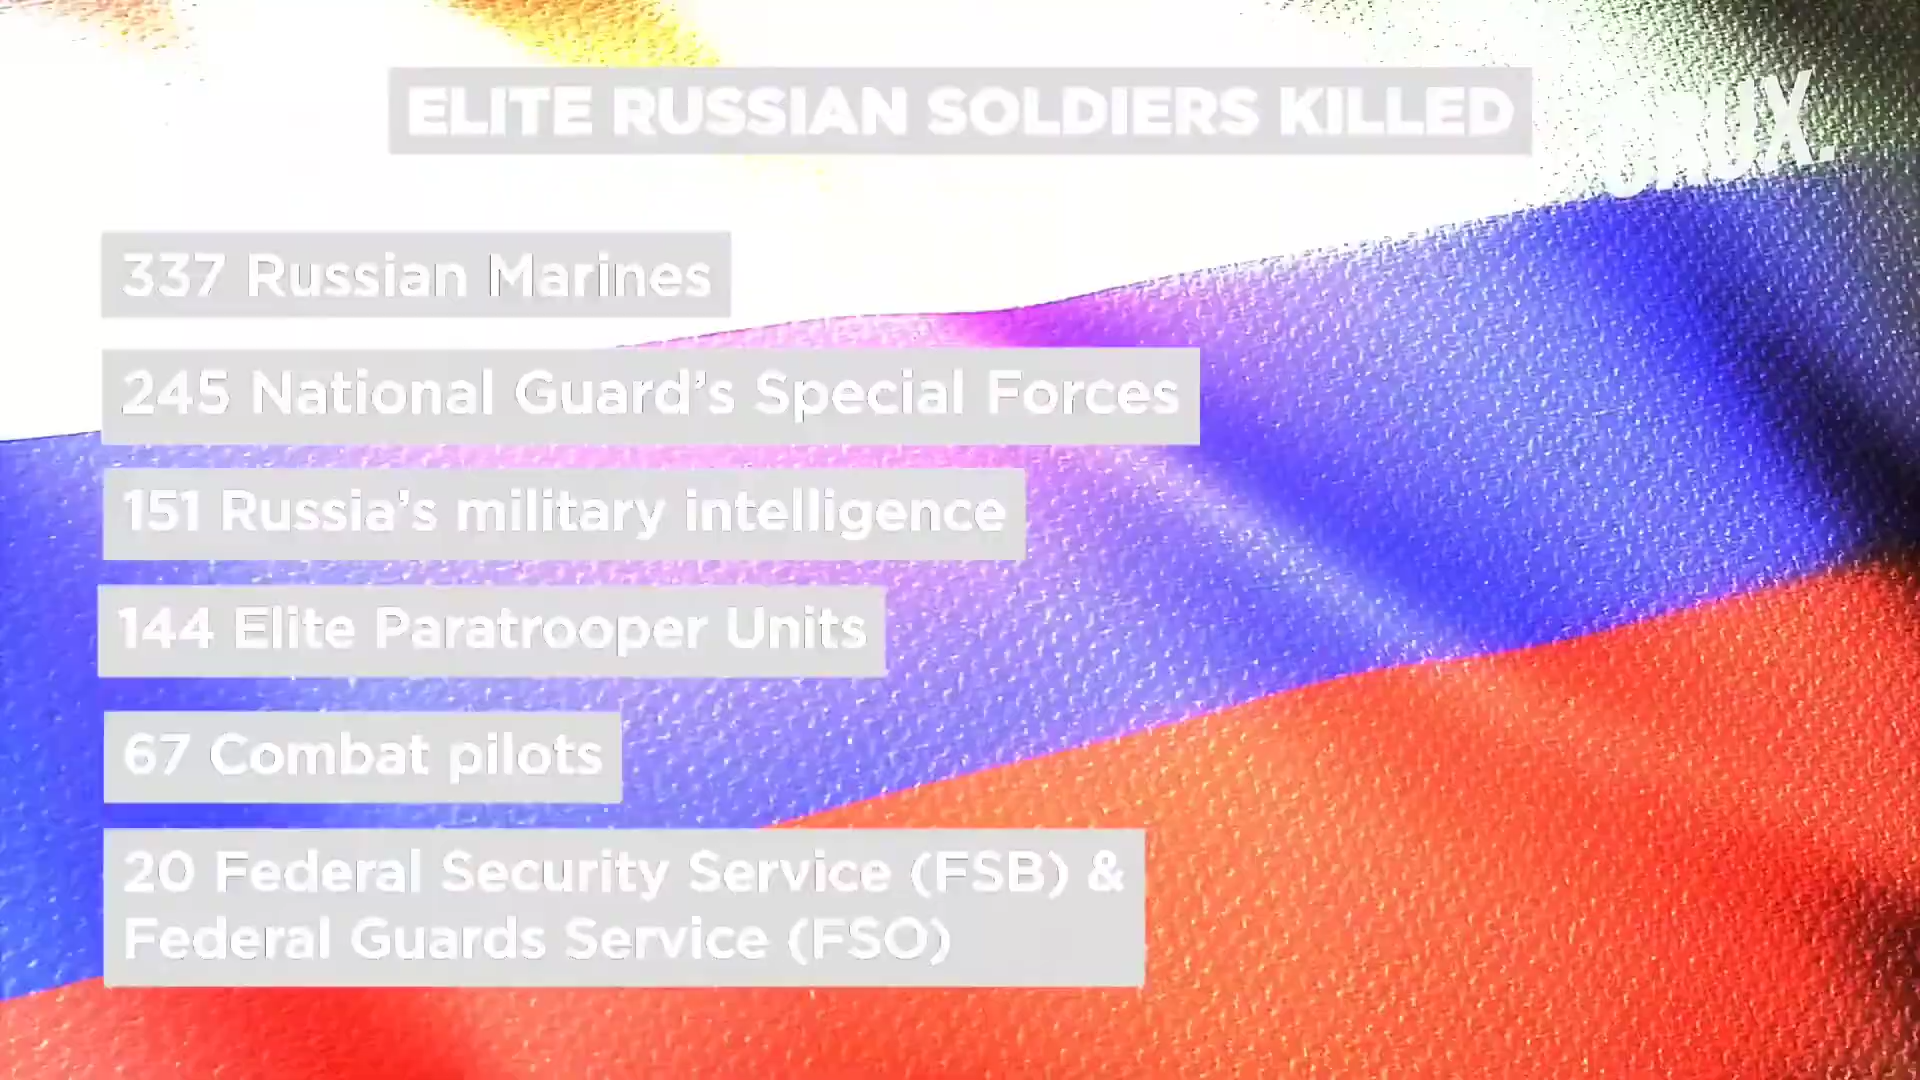 ELITE RUSSIAN SOLDIERS KILLED
CRUX.
337 Russian Marines
245 National Guard's Special Forces
151 Russia's military intelligence
144 Elite Paratrooper Units
67 Combat pilots
20 Federal Security Service (FSB) &
Federal Guards Service (FSO)